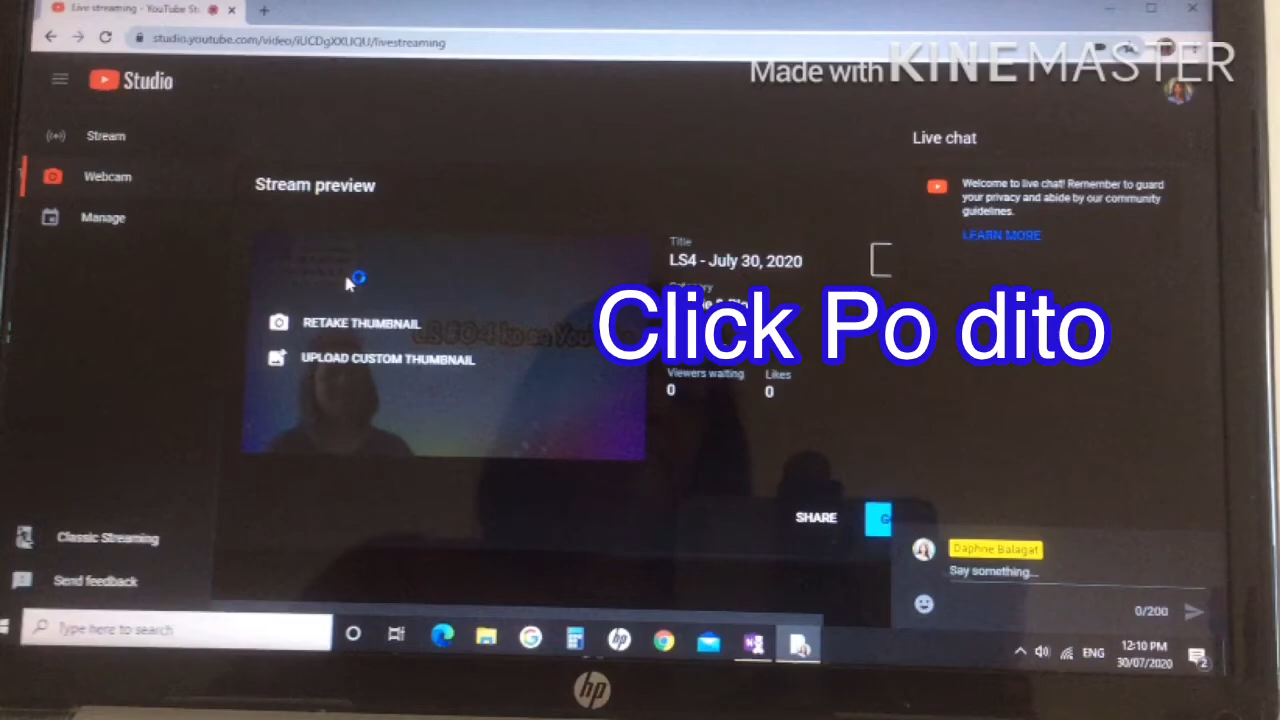 Live streaming - YouTube St
studio.youtube.com/video/iUCDgXXLIQU/livestreaming
Made with KINEMASTER
Studio
Stream
Webcam
Manage
Stream preview
RETAKE THUMBNAIL
UPLOAD CUSTOM THUMBNAIL
Title
LS4 - July 30, 2020
Category
Click Po dito
Viewers waiting
0
Likes
0
SHARE
G
Live chat
Welcome to live chat! Remember to guard
your privacy and abide by our community
guidelines.
LEARN MORE
Daphne Balagat
Say something...
0/200
Classic Streaming
Send feedback
Type here to search
ENG
12:10 PM
30/07/2020
2
hp
hp